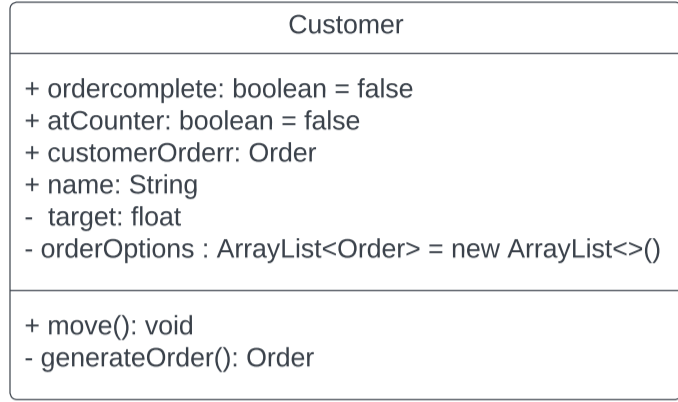 Customer
+ ordercomplete: boolean = false
+ atCounter: boolean = false
+ customerOrderr: Order
+ name: String
- target: float
- orderOptions : ArrayList<Order> = new ArrayList<>()
+ move(): void
- generateOrder(): Order